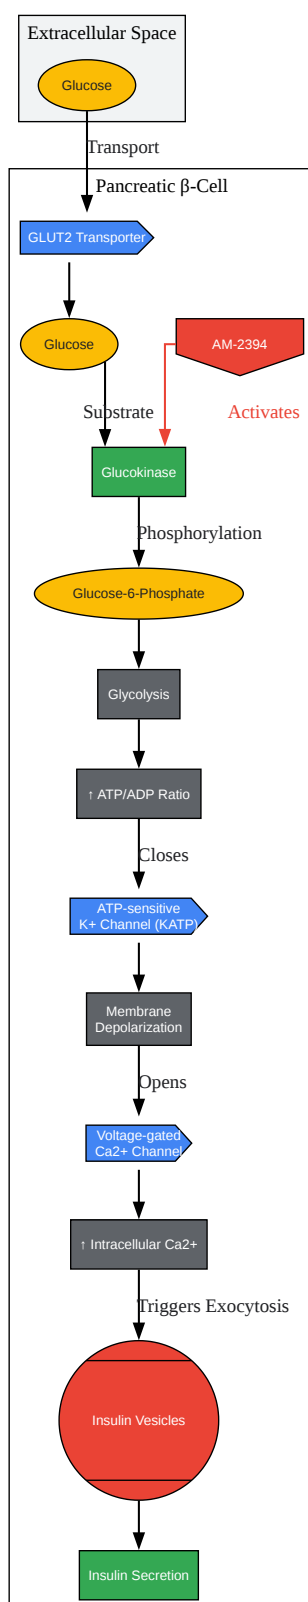 Extracellular Space
Glucose
Transport
Pancreatic β-Cell
GLUT2 Transporter
Glucose
AM-2394
Substrate
Activates
Glucokinase
Phosphorylation
Glucose-6-Phosphate
Glycolysis
↑ ATP/ADP Ratio
Closes
ATP-sensitive
K+ Channel (KATP)
Membrane
Depolarization
Opens
Voltage-gated
Ca2+ Channel
↑ Intracellular Ca2+
Triggers Exocytosis
Insulin Vesicles
Insulin Secretion